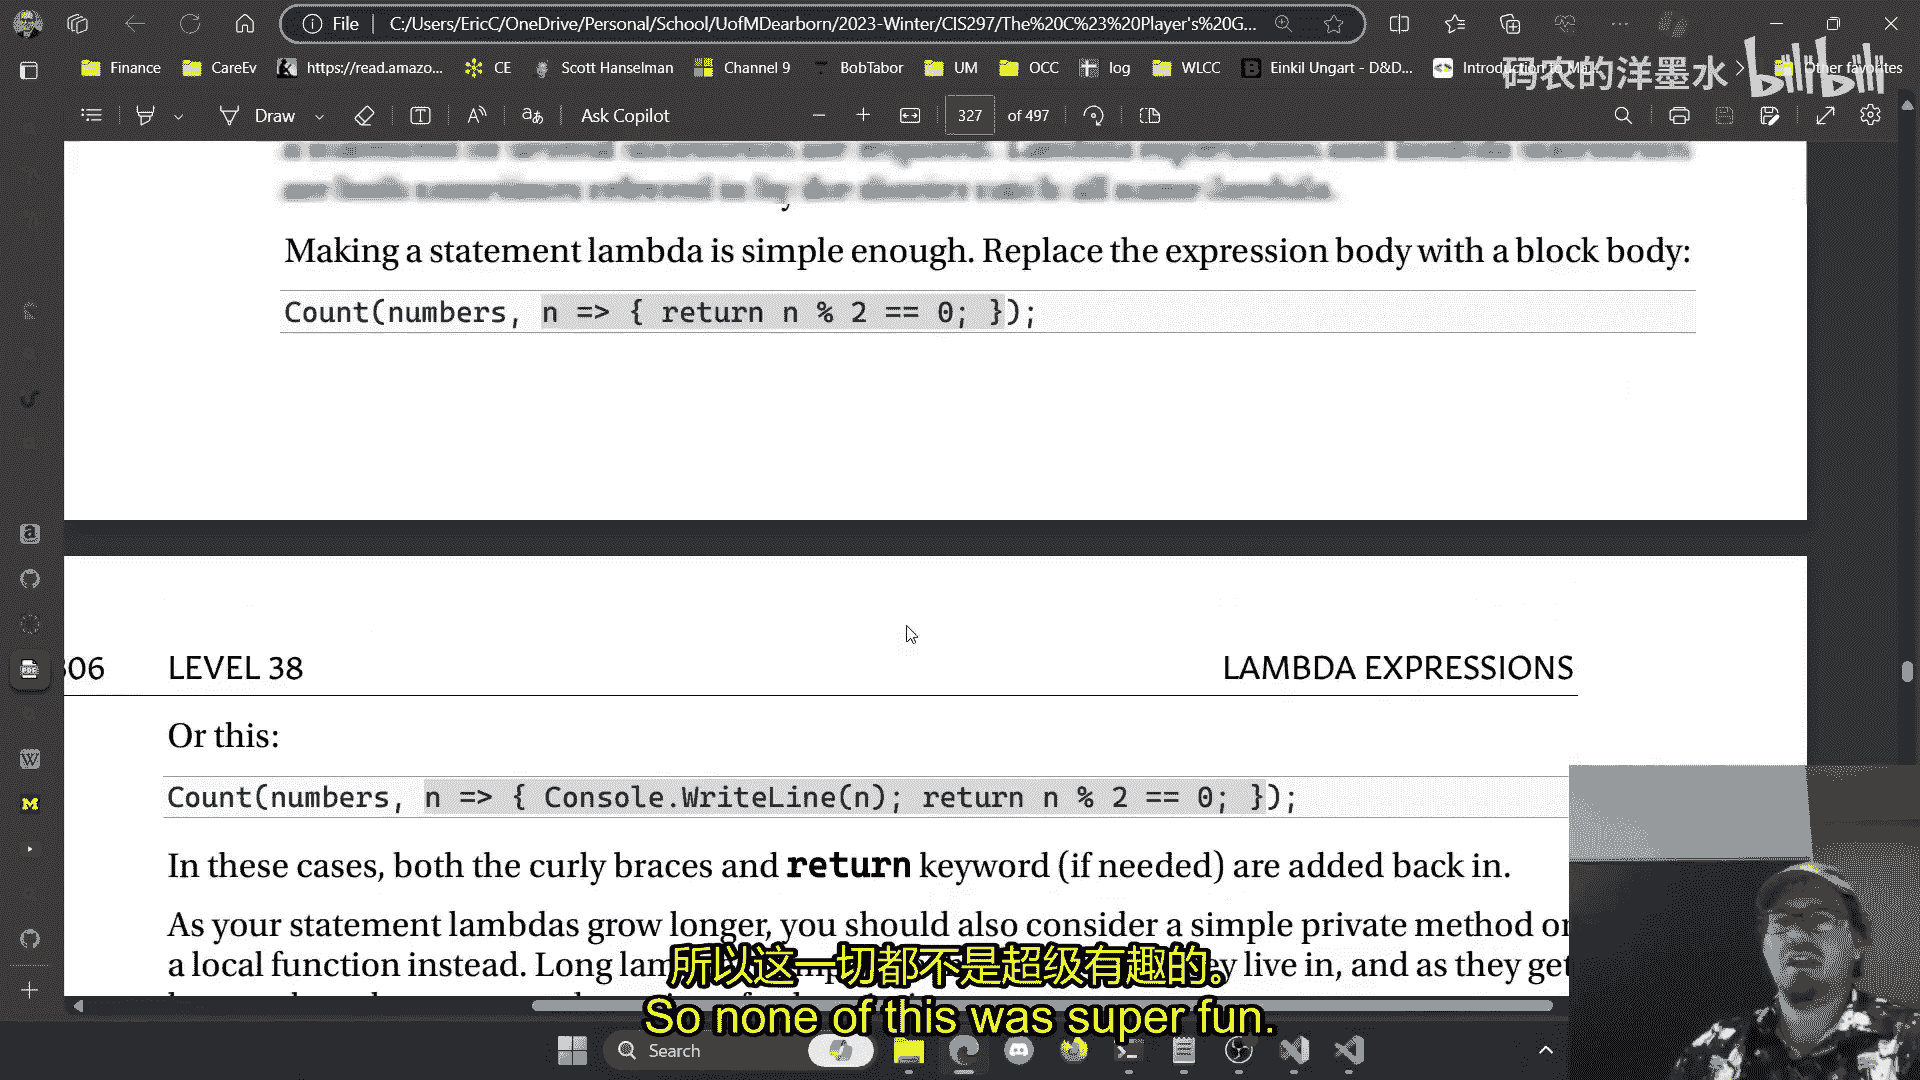 File
C:/Users/EricC/OneDrive/Personal/School/UofMDearborn/2023-Winter/CIS297/The%20C%23%20Player's%20G...
Finance
CareEv
https://read.amazo...
CE
Scott Hanselman
Channel 9
BobTabor
UM
OCC
log
WLCC
Einkil Ungart - D&D...
Introduction to Ma
Other favorites
码农的洋墨水
bilibili
Draw
Ask Copilot
327
of 497
Making a statement lambda is simple enough. Replace the expression body with a block body:
Count(numbers, n => { return n % 2 == 0; });
306 LEVEL 38 LAMBDA EXPRESSIONS
Or this:
Count(numbers, n => { Console.WriteLine(n); return n % 2 == 0; });
In these cases, both the curly braces and return keyword (if needed) are added back in.
As your statement lambdas grow longer, you should also consider a simple private method or
a local function instead. Long y live in, and as they get
所以这一切都不是超级有趣的。
So none of this was super fun.
Search